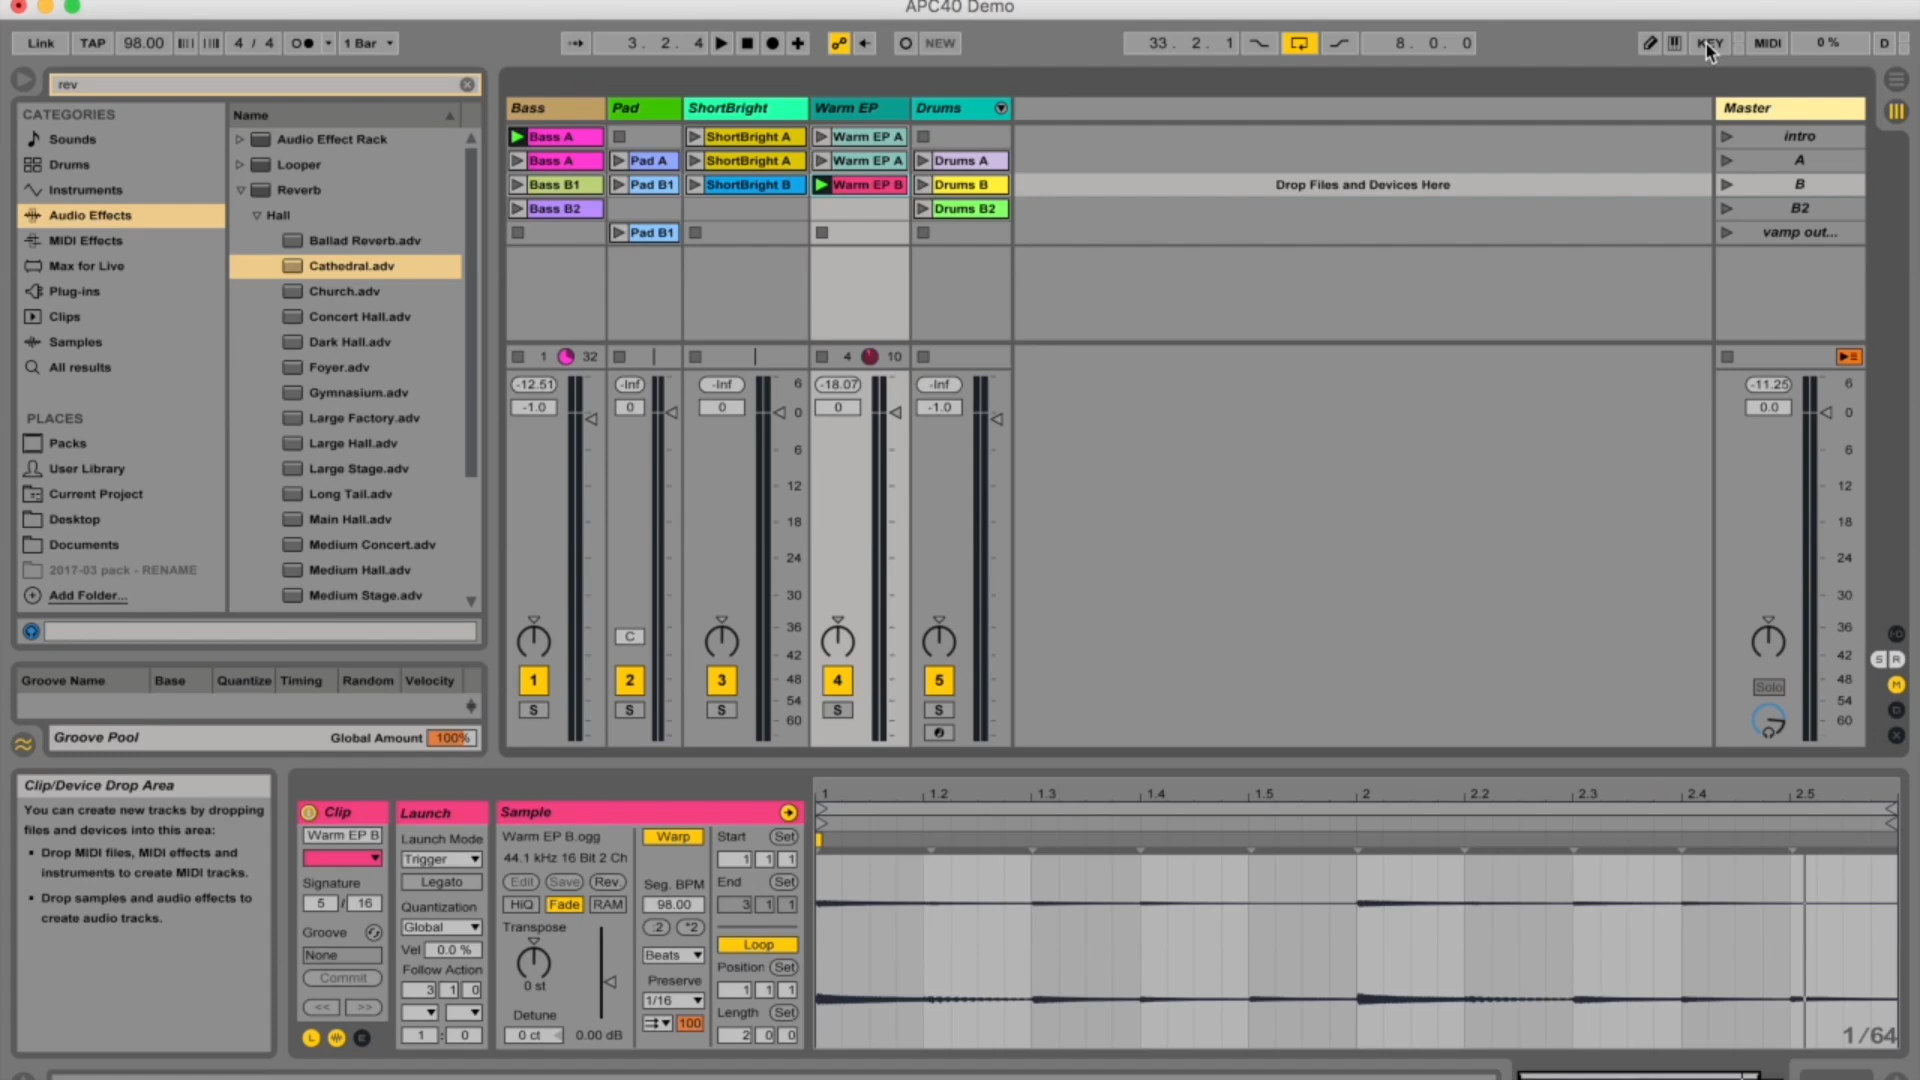 APC40 Demo
Link TAP 98.00 4 / 4 1 Bar 3. 2. 4 NEW 33. 2. 1 8. 0. 0 KEY MIDI 0 % D
rev
CATEGORIES
Sounds
Drums
Instruments
Audio Effects
MIDI Effects
Max for Live
Plug-ins
Clips
Samples
All results
PLACES
Packs
User Library
Current Project
Desktop
Documents
2017-03 pack - RENAME
Add Folder...
Name
Audio Effect Rack
Looper
Reverb
Hall
Ballad Reverb.adv
Cathedral.adv
Church.adv
Concert Hall.adv
Dark Hall.adv
Foyer.adv
Gymnasium.adv
Large Factory.adv
Large Hall.adv
Large Stage.adv
Long Tail.adv
Main Hall.adv
Medium Concert.adv
Medium Hall.adv
Medium Stage.adv
Groove Name Base Quantize Timing Random Velocity
Groove Pool Global Amount 100%
Bass Pad ShortBright Warm EP Drums Master
Bass A ShortBright A Warm EP A intro
Bass A Pad A ShortBright A Warm EP A Drums A A
Bass B1 Pad B1 ShortBright B Warm EP B Drums B Drop Files and Devices Here B
Bass B2 Drums B2 B2
Pad B1 vamp out...
1 32 4 10
-12.51 -Inf -Inf 6 -18.07 -Inf -11.25 6
-1.0 0 0 0 0 -1.0 0.0 0
6 6
12 12
18 18
24 24
30 30
36 36
C
42 42
1 2 3 48 4 5 Solo 48
54 54
S S S 60 S S 60
S R
M
D
X
Clip/Device Drop Area
You can create new tracks by dropping
files and devices into this area:
▪ Drop MIDI files, MIDI effects and
instruments to create MIDI tracks.
▪ Drop samples and audio effects to
create audio tracks.
Clip
Warm EP B
Signature
5 / 16
Groove
None
Commit
<< >>
L E
Launch
Launch Mode
Trigger
Legato
Quantization
Global
Vel 0.0 %
Follow Action
3 1 0
1 : 0
Sample
Warm EP B.ogg
44.1 kHz 16 Bit 2 Ch
Edit Save Rev.
HiQ Fade RAM
Transpose
0 st
Detune
0 ct 0.00 dB
Warp
Seg. BPM
98.00
:2 *2
Beats
Preserve
1/16
100
Start Set
1 1 1
End Set
3 1 1
Loop
Position Set
1 1 1
Length Set
2 0 0
1 1.2 1.3 1.4 1.5 2 2.2 2.3 2.4 2.5
1/64